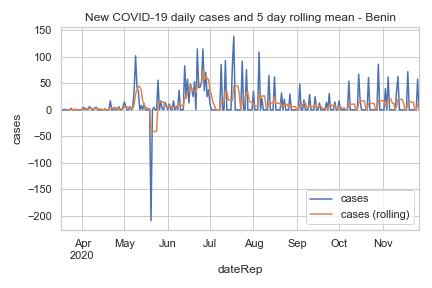 New COVID-19 daily cases and 5 day rolling mean - Benin
150
100
50
0
−50
−100
−150
−200
cases
Apr
2020
May
Jun
Jul
Aug
Sep
Oct
Nov
dateRep
cases
cases (rolling)